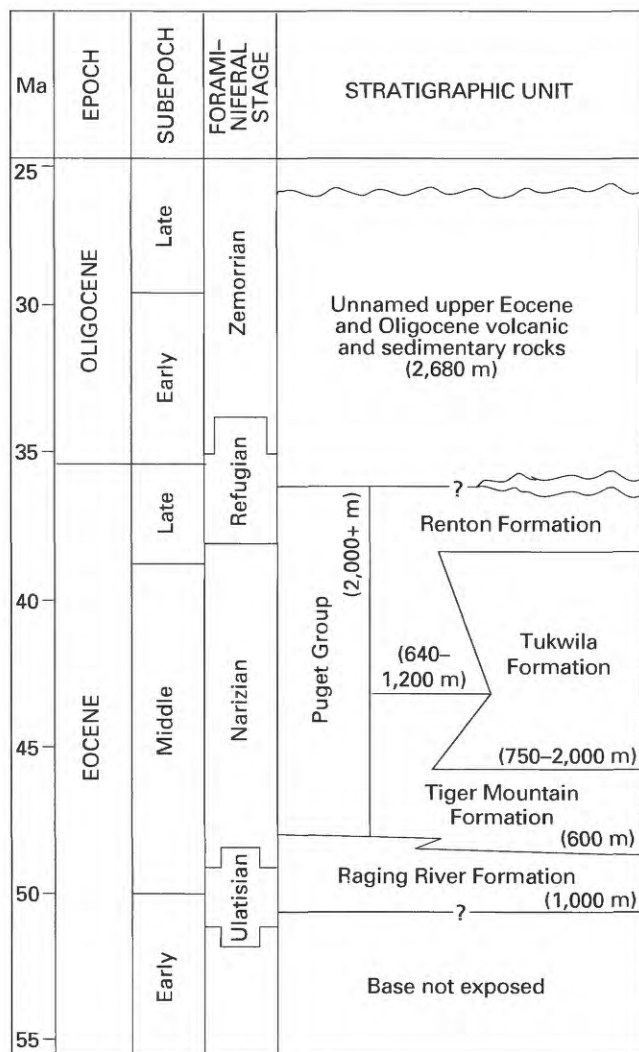 Ma
EPOCH
SUBEPOCH
FORAMI–
NIFERAL
STAGE
STRATIGRAPHIC UNIT
25
30
35
40
45
50
55
OLIGOCENE
EOCENE
Late
Early
Late
Middle
Early
Zemorrian
Refugian
Narizian
Ulatisian
Unnamed upper Eocene
and Oligocene volcanic
and sedimentary rocks
(2,680 m)
?
Puget Group
(2,000+ m)
Renton Formation
(640–
1,200 m)
Tukwila
Formation
(750–2,000 m)
Tiger Mountain
Formation
(600 m)
Raging River Formation
(1,000 m)
?
Base not exposed